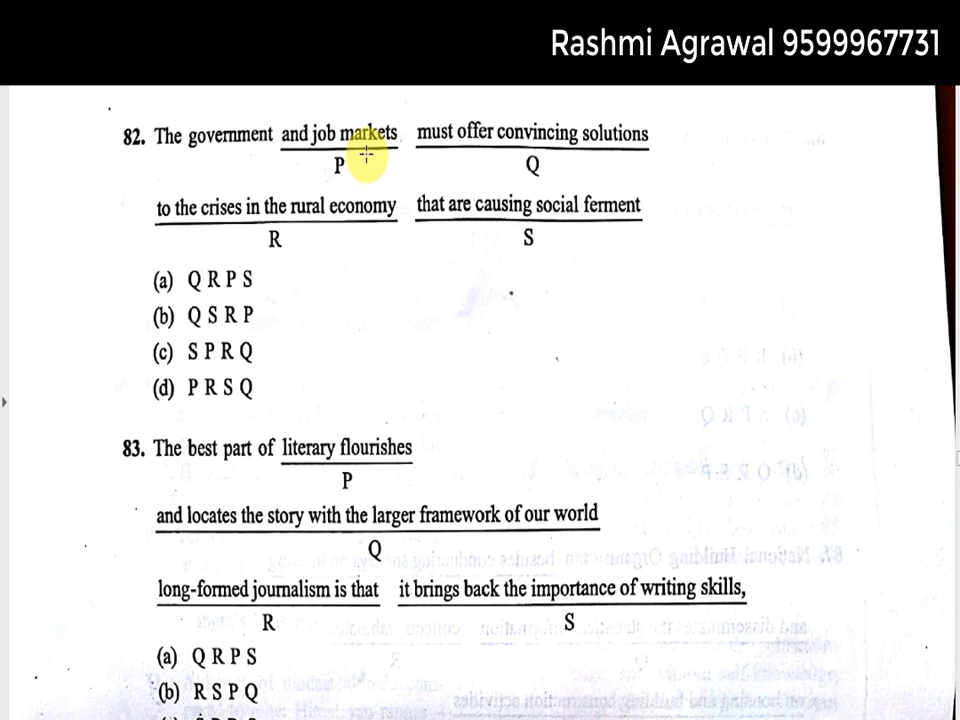 Rashmi Agrawal 9599967731
82. The government and job markets must offer convincing solutions
P Q
to the crises in the rural economy that are causing social ferment
R S
(a) Q R P S
(b) Q S R P
(c) S P R Q
(d) P R S Q
83. The best part of literary flourishes
P
and locates the story with the larger framework of our world
Q
long-formed journalism is that it brings back the importance of writing skills,
R S
(a) Q R P S
(b) R S P Q